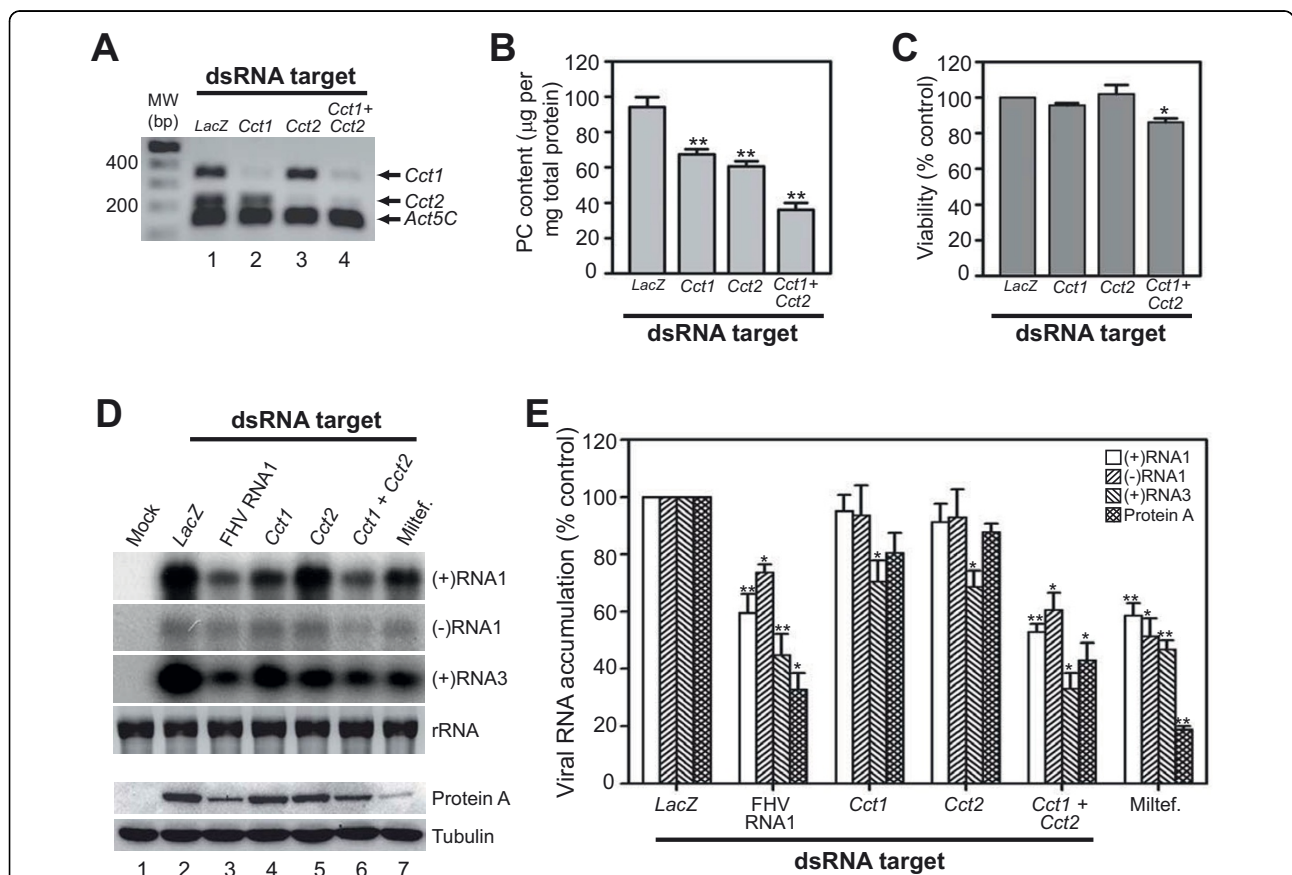 A
dsRNA target
MW
(bp)
LacZ
Cct1
Cct2
Cct1+
Cct2
400
200
Cct1
Cct2
Act5C
1 2 3 4
B
PC content (µg per
mg total protein)
120
100
80
60
40
20
0
**
**
**
LacZ
Cct1
Cct2
Cct1+
Cct2
dsRNA target
C
Viability (% control)
120
100
80
60
40
20
0
*
LacZ
Cct1
Cct2
Cct1+
Cct2
dsRNA target
D
dsRNA target
Mock
LacZ
FHV RNA1
Cct1
Cct2
Cct1 + Cct2
Miltef.
(+)RNA1
(-)RNA1
(+)RNA3
rRNA
Protein A
Tubulin
1 2 3 4 5 6 7
E
Viral RNA accumulation (% control)
120
100
80
60
40
20
0
(+)RNA1
(-)RNA1
(+)RNA3
Protein A
** * ** *
*
*
** * * *
** * ** **
LacZ
FHV
RNA1
Cct1
Cct2
Cct1 +
Cct2
Miltef.
dsRNA target